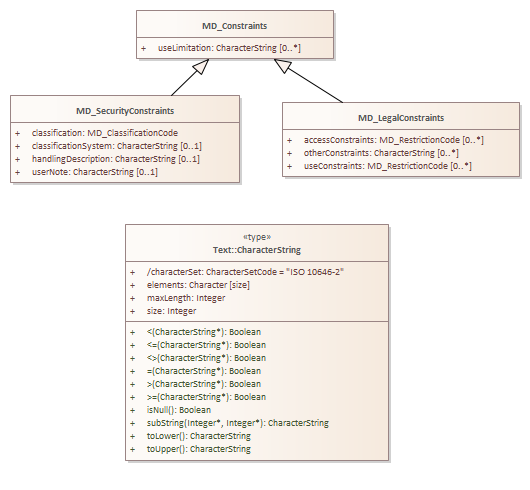 MD_Constraints
+ useLimitation: CharacterString [0..*]
MD_SecurityConstraints
+ classification: MD_ClassificationCode
+ classificationSystem: CharacterString [0..1]
+ handlingDescription: CharacterString [0..1]
+ userNote: CharacterString [0..1]
MD_LegalConstraints
+ accessConstraints: MD_RestrictionCode [0..*]
+ otherConstraints: CharacterString [0..*]
+ useConstraints: MD_RestrictionCode [0..*]
«type»
Text::CharacterString
+ /characterSet: CharacterSetCode = "ISO 10646-2"
+ elements: Character [size]
+ maxLength: Integer
+ size: Integer
+ <(CharacterString*): Boolean
+ <=(CharacterString*): Boolean
+ <>(CharacterString*): Boolean
+ =(CharacterString*): Boolean
+ >(CharacterString*): Boolean
+ >=(CharacterString*): Boolean
+ isNull(): Boolean
+ subString(Integer*, Integer*): CharacterString
+ toLower(): CharacterString
+ toUpper(): CharacterString